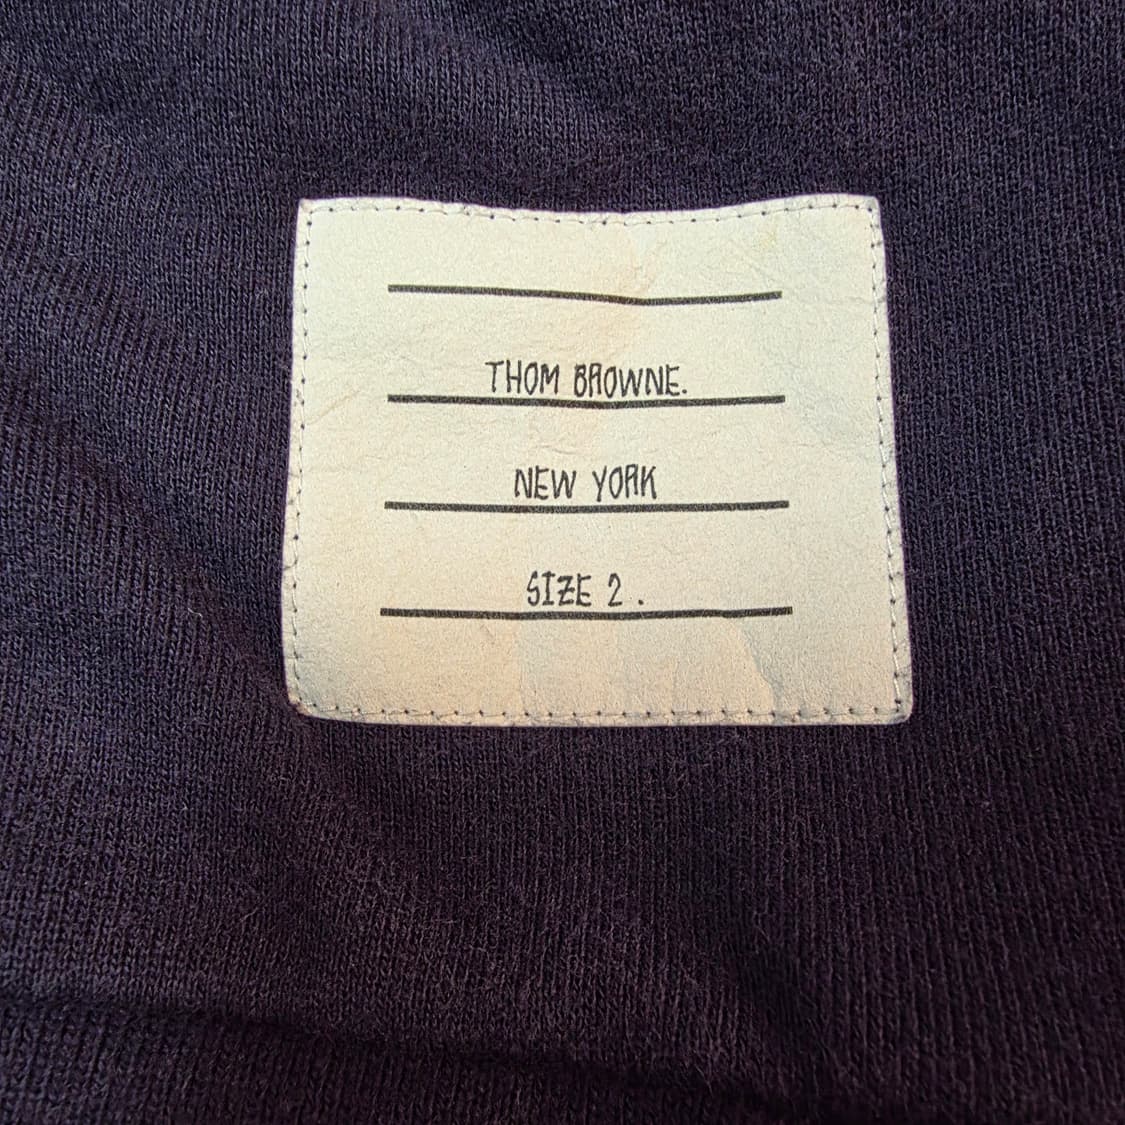 THOM BROWNE.
NEW YORK
SIZE 2 .